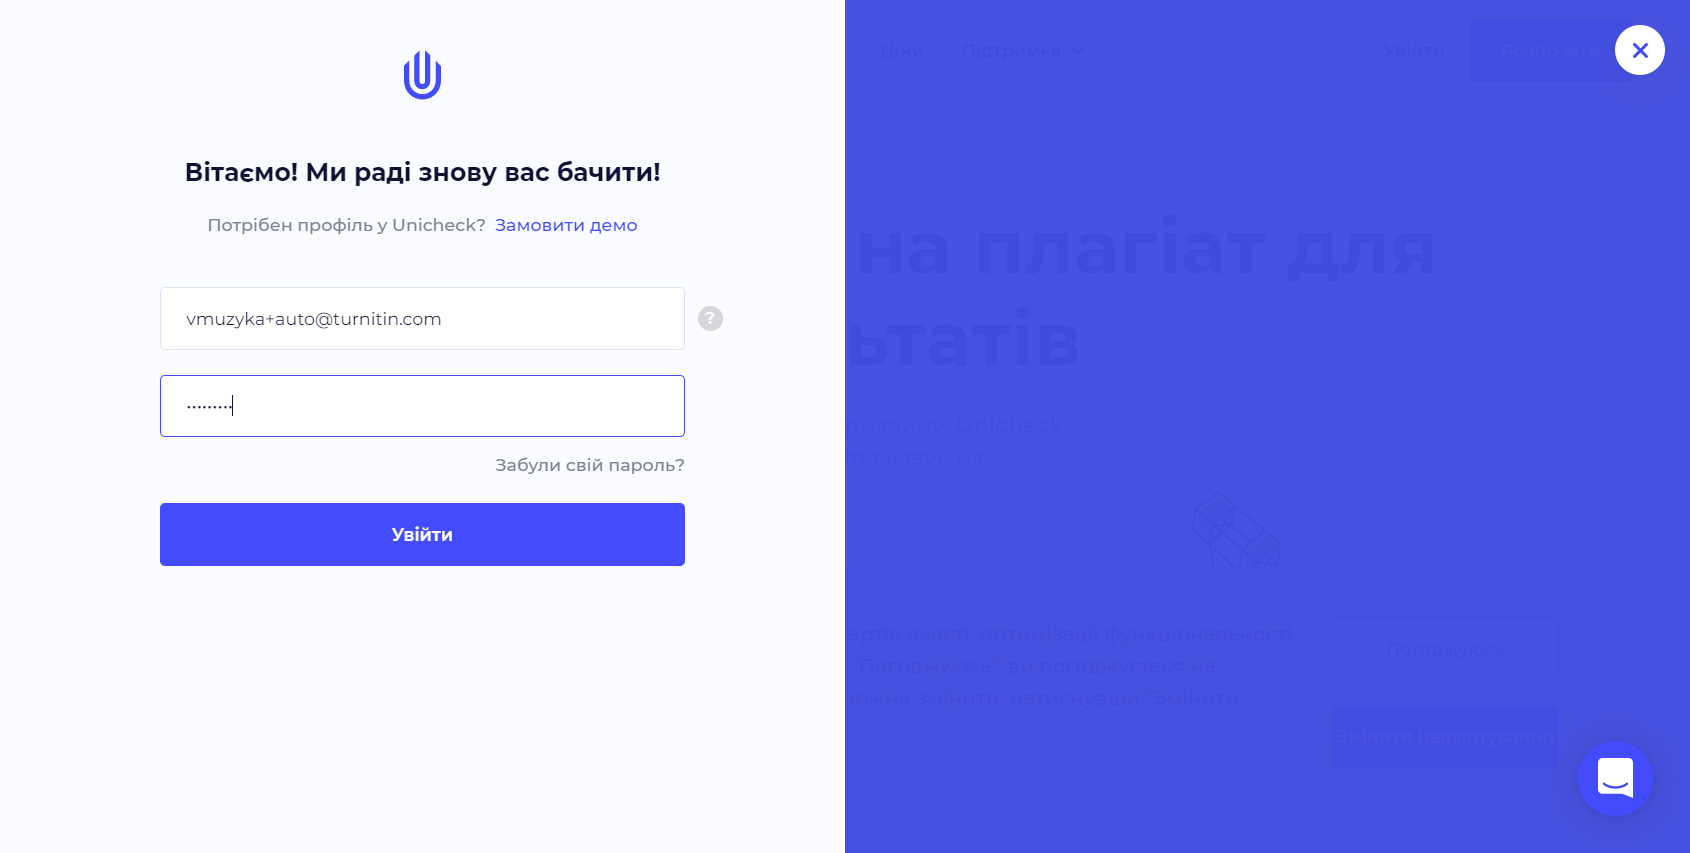 Вітаємо! Ми раді знову вас бачити!
Потрібен профіль у Unicheck? Замовити демо
vmuzyka+auto@turnitin.com
?
•••••••••
Забули свій пароль?
Увійти
Ціни
Підтримка
Увійти
Розпочати
на плагіат для
ьтатів
дизайну, Unicheck
вказує на
артів якості, оптимізації функціональності
"Погоджуюсь", ви погоджуєтеся на
можна змінити, натиснувши "Змінити
Погоджуюсь
Змінити налаштування